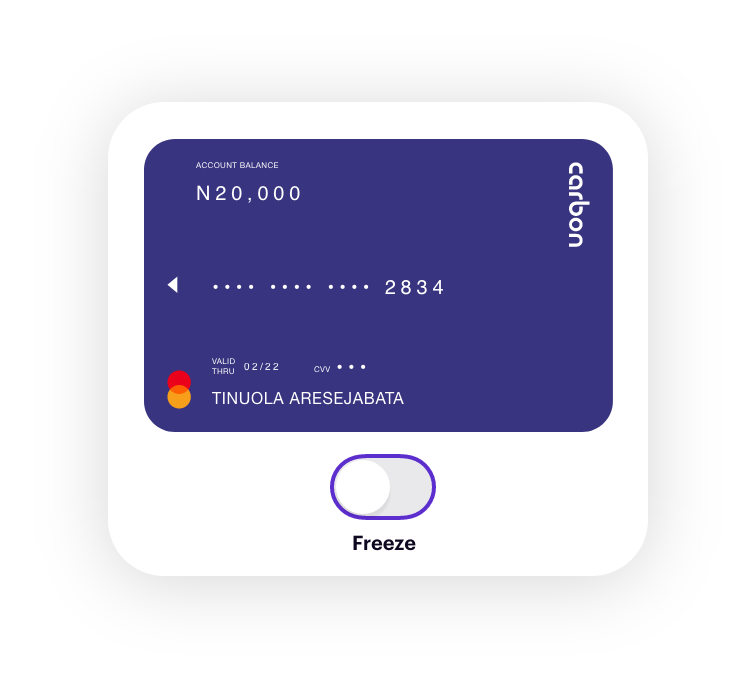 ACCOUNT BALANCE
N20,000
carbon
•••• •••• •••• 2834
VALID
THRU 02/22 CVV •••
TINUOLA ARESEJABATA
Freeze